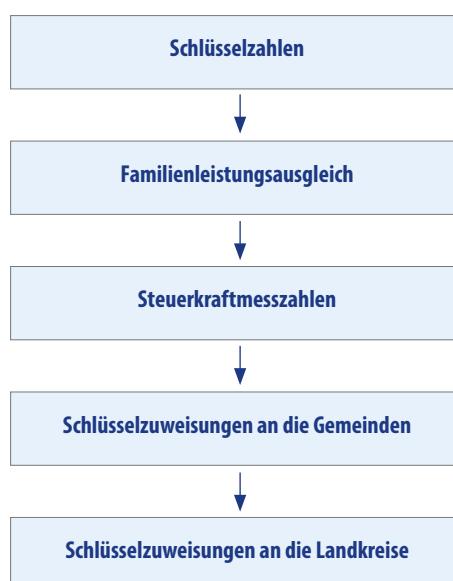 Schlüsselzahlen
Familienleistungsausgleich
Steuerkraftmesszahlen
Schlüsselzuweisungen an die Gemeinden
Schlüsselzuweisungen an die Landkreise